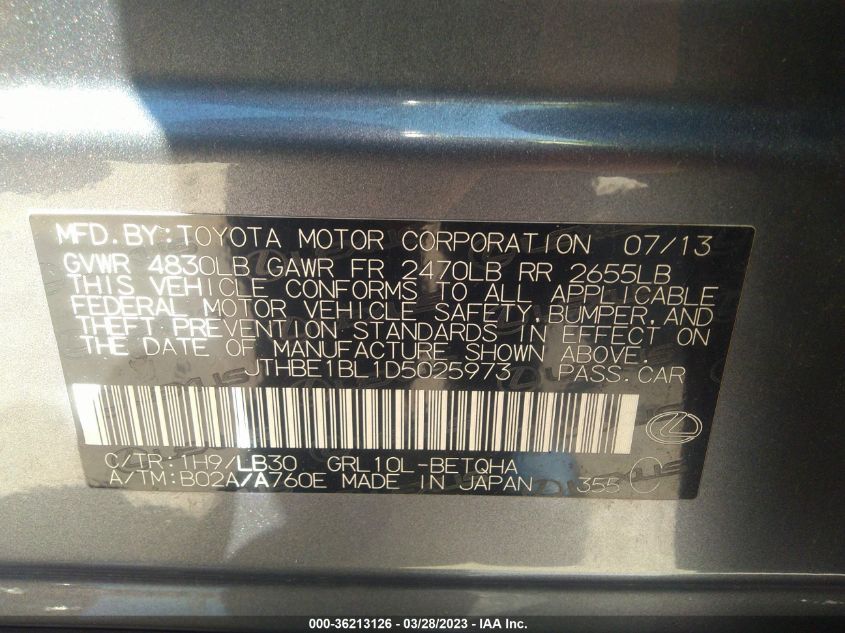 MFD. BY: TOYOTA MOTOR CORPORATION 07/13
GVWR 4830LB GAWR FR 2470LB RR 2655LB
THIS VEHICLE CONFORMS TO ALL APPLICABLE
FEDERAL MOTOR VEHICLE SAFETY, BUMPER, AND
THEFT PREVENTION STANDARDS IN EFFECT ON
THE DATE OF MANUFACTURE SHOWN ABOVE.
JTHBE1BL1D5025973 PASS. CAR
C/TR: 1H9/LB30 GRL10L-BETQHA
A/TM: B02A/A760E MADE IN JAPAN 355
000-36213126 - 03/28/2023 - © IAA Inc.